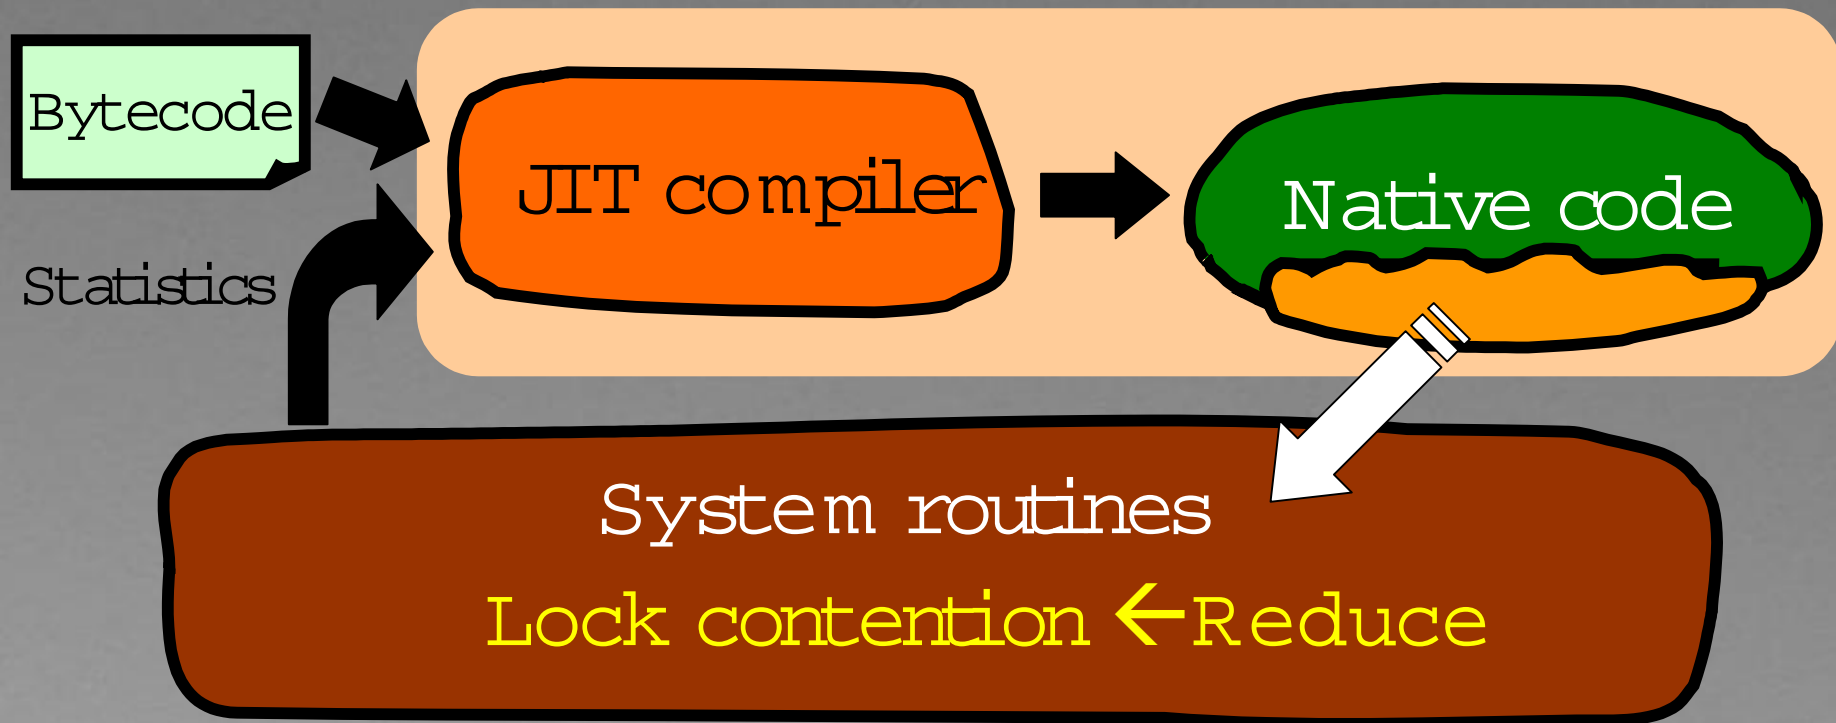 Bytecode
JIT compiler
Native code
Statistics
System routines
Lock contention ←Reduce